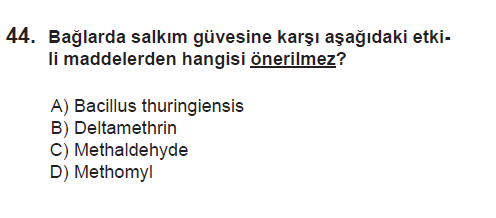 44. Bağlarda salkım güvesine karşı aşağıdaki etki-
li maddelerden hangisi önerilmez?
A) Bacillus thuringiensis
B) Deltamethrin
C) Methaldehyde
D) Methomyl